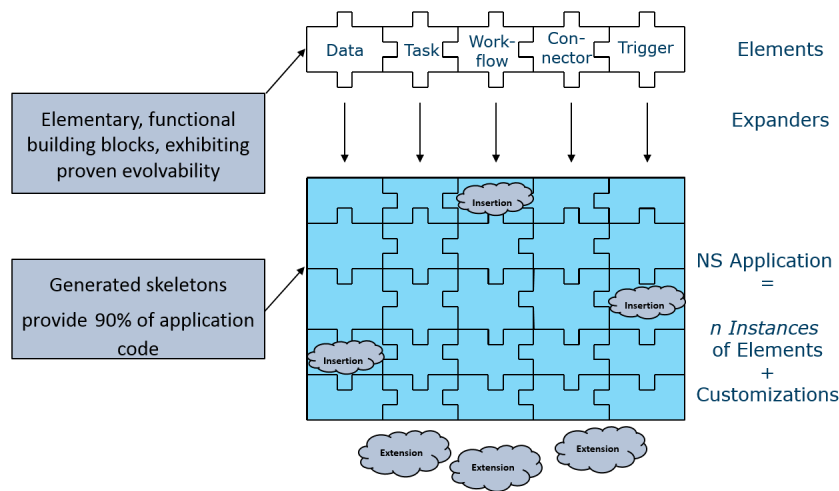 Data
Task
Work-
flow
Con-
nector
Trigger
Elements
Elementary, functional
building blocks, exhibiting
proven evolvability
Expanders
Insertion
Generated skeletons
provide 90% of application
code
NS Application
=
n Instances
of Elements
+
Customizations
Insertion
Insertion
Extension
Extension
Extension